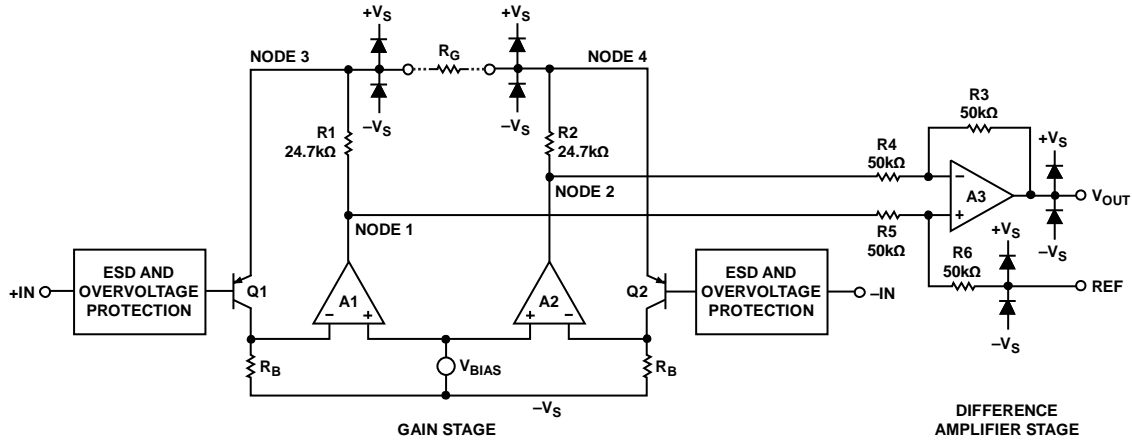 +VS
+VS
NODE 3
RG
NODE 4
–VS
–VS
R1
24.7kΩ
R2
24.7kΩ
R3
50kΩ
R4
50kΩ
+VS
–
A3
+
VOUT
–VS
NODE 2
NODE 1
R5
50kΩ
+VS
R6
50kΩ
REF
–VS
+IN
ESD AND
OVERVOLTAGE
PROTECTION
Q1
A1
–
+
A2
+
–
Q2
ESD AND
OVERVOLTAGE
PROTECTION
–IN
RB
VBIAS
RB
–VS
GAIN STAGE
DIFFERENCE
AMPLIFIER STAGE